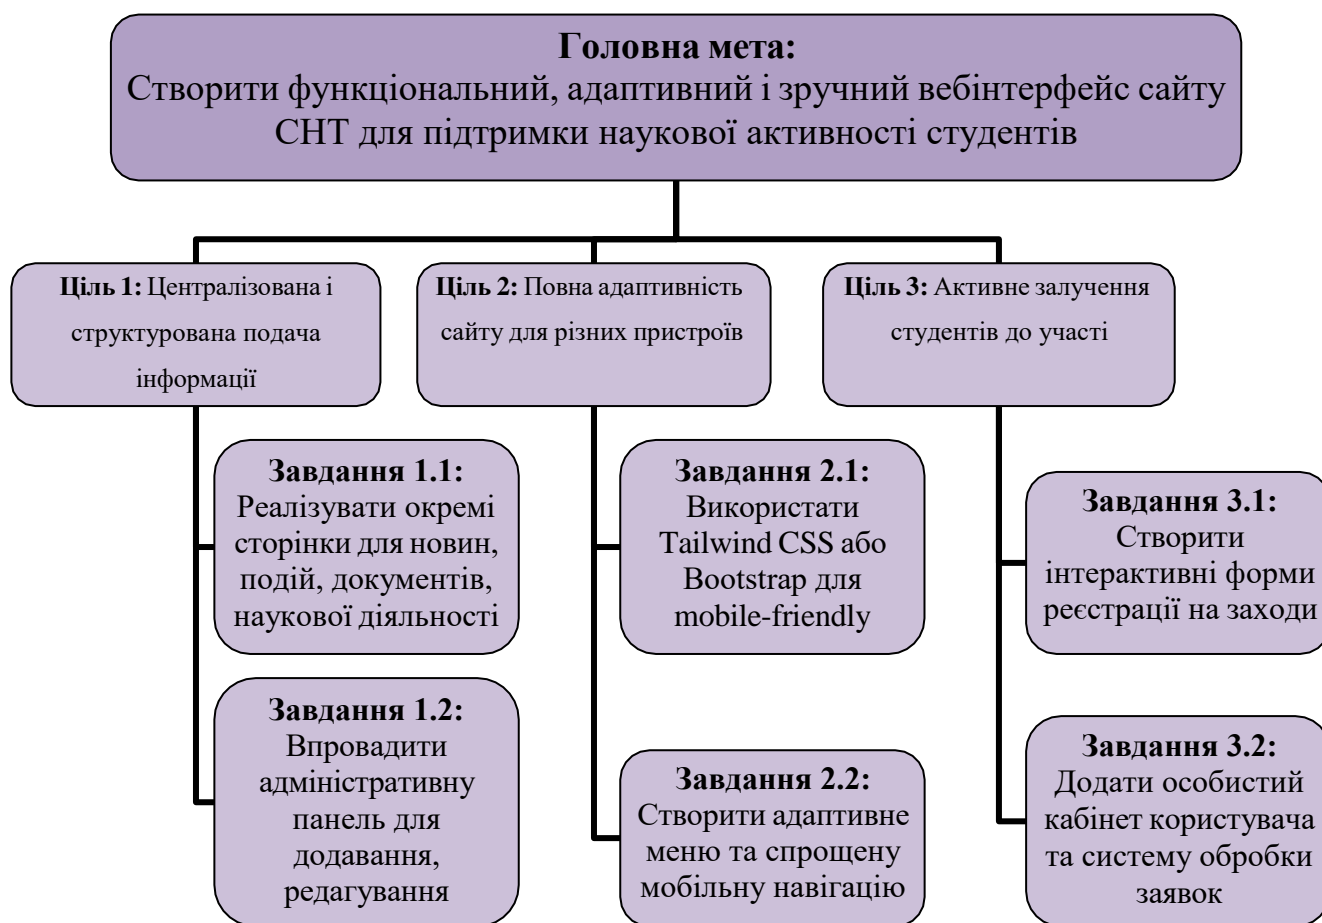 Головна мета:
Створити функціональний, адаптивний і зручний вебінтерфейс сайту
СНТ для підтримки наукової активності студентів
Ціль 1: Централізована і
структурована подача
інформації
Ціль 2: Повна адаптивність
сайту для різних пристроїв
Ціль 3: Активне залучення
студентів до участі
Завдання 1.1:
Реалізувати окремі
сторінки для новин,
подій, документів,
наукової діяльності
Завдання 1.2:
Впровадити
адміністративну
панель для
додавання,
редагування
Завдання 2.1:
Використати
Tailwind CSS або
Bootstrap для
mobile-friendly
Завдання 2.2:
Створити адаптивне
меню та спрощену
мобільну навігацію
Завдання 3.1:
Створити
інтерактивні форми
реєстрації на заходи
Завдання 3.2:
Додати особистий
кабінет користувача
та систему обробки
заявок